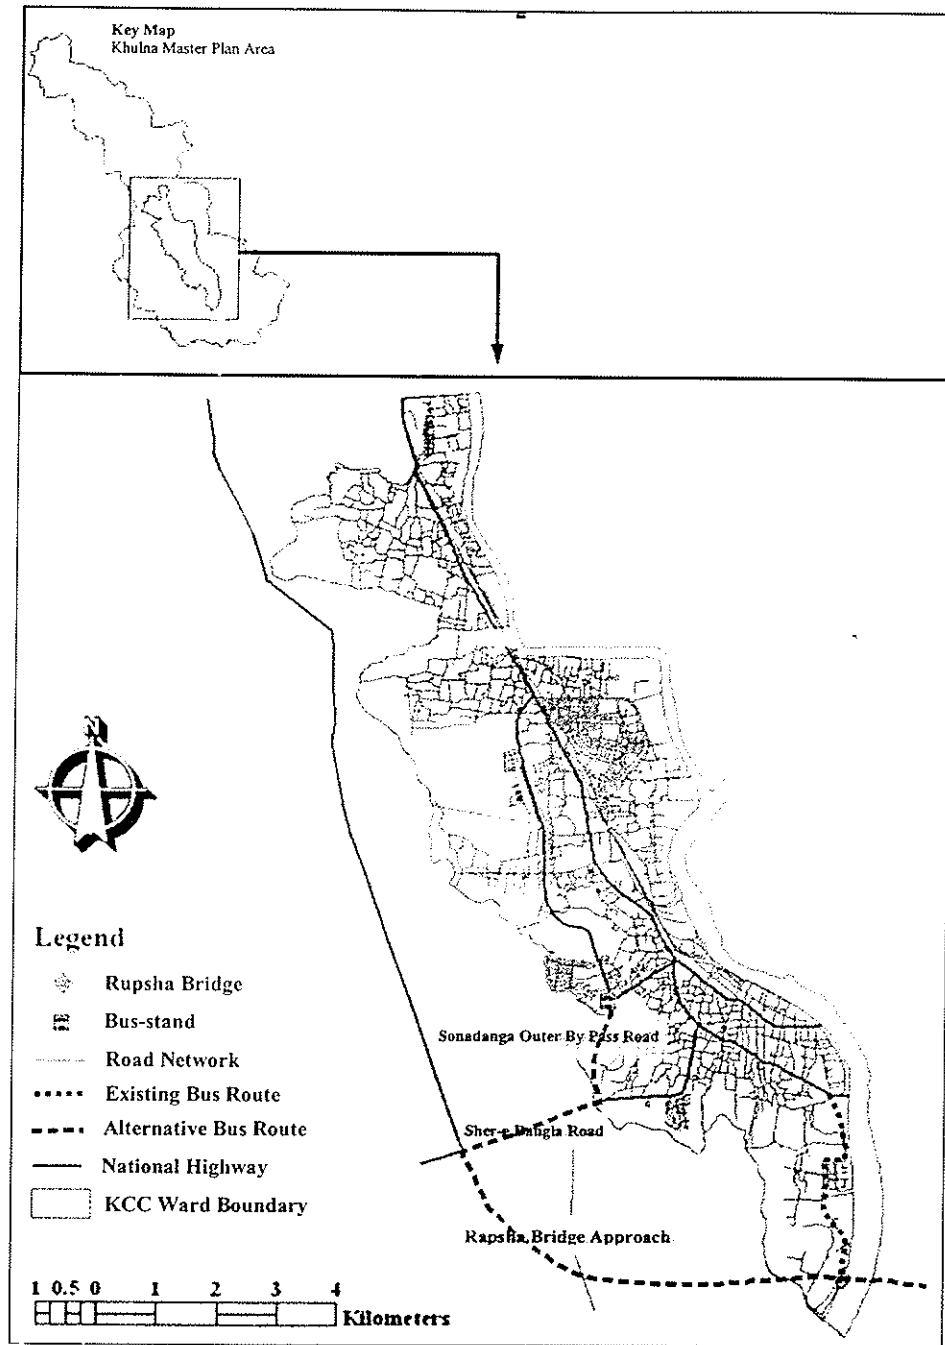 Key Map
Khulna Master Plan Area
N
Legend
Rupsha Bridge
Bus-stand
Road Network
Existing Bus Route
Alternative Bus Route
National Highway
KCC Ward Boundary
Sonadanga Outer By Pass Road
Sher-e Bangla Road
Rapsha Bridge Approach
1 0.5 0 1 2 3 4
Kilometers